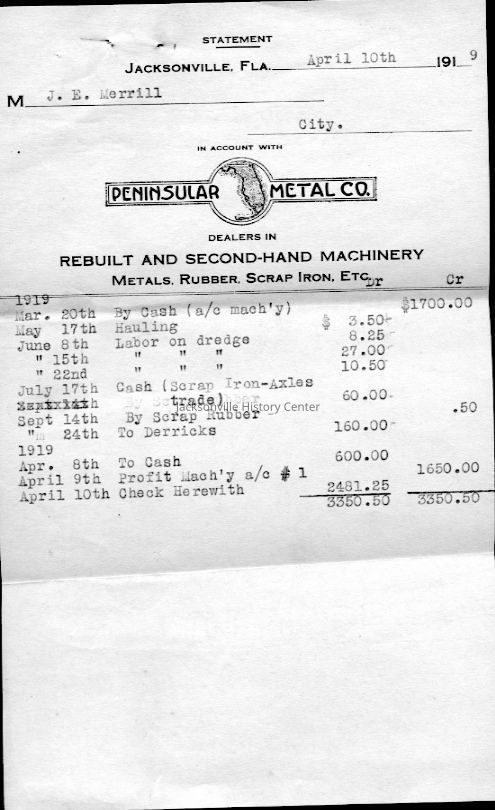 STATEMENT
JACKSONVILLE, FLA. April 10th 1919
M J. E. Merrill
City.
IN ACCOUNT WITH
PENINSULAR METAL CO.
DEALERS IN
REBUILT AND SECOND-HAND MACHINERY
METALS, RUBBER, SCRAP IRON, ETC.
Dr Cr
1919
Mar. 20th By Cash (a/c mach'y) $1700.00
May 17th Hauling $ 3.50
June 8th Labor on dredge 8.25
" 15th " " " 27.00
" 22nd " " " 10.50
July 17th Cash (Scrap Iron-Axles
trade) 60.00
Jacksonville History Center
Sept 14th By Scrap Rubber .50
" 24th To Derricks 160.00
1919
Apr. 8th To Cash 600.00
April 9th Profit Mach'y a/c # 1 1650.00
April 10th Check Herewith 2481.25
3350.50 3350.50